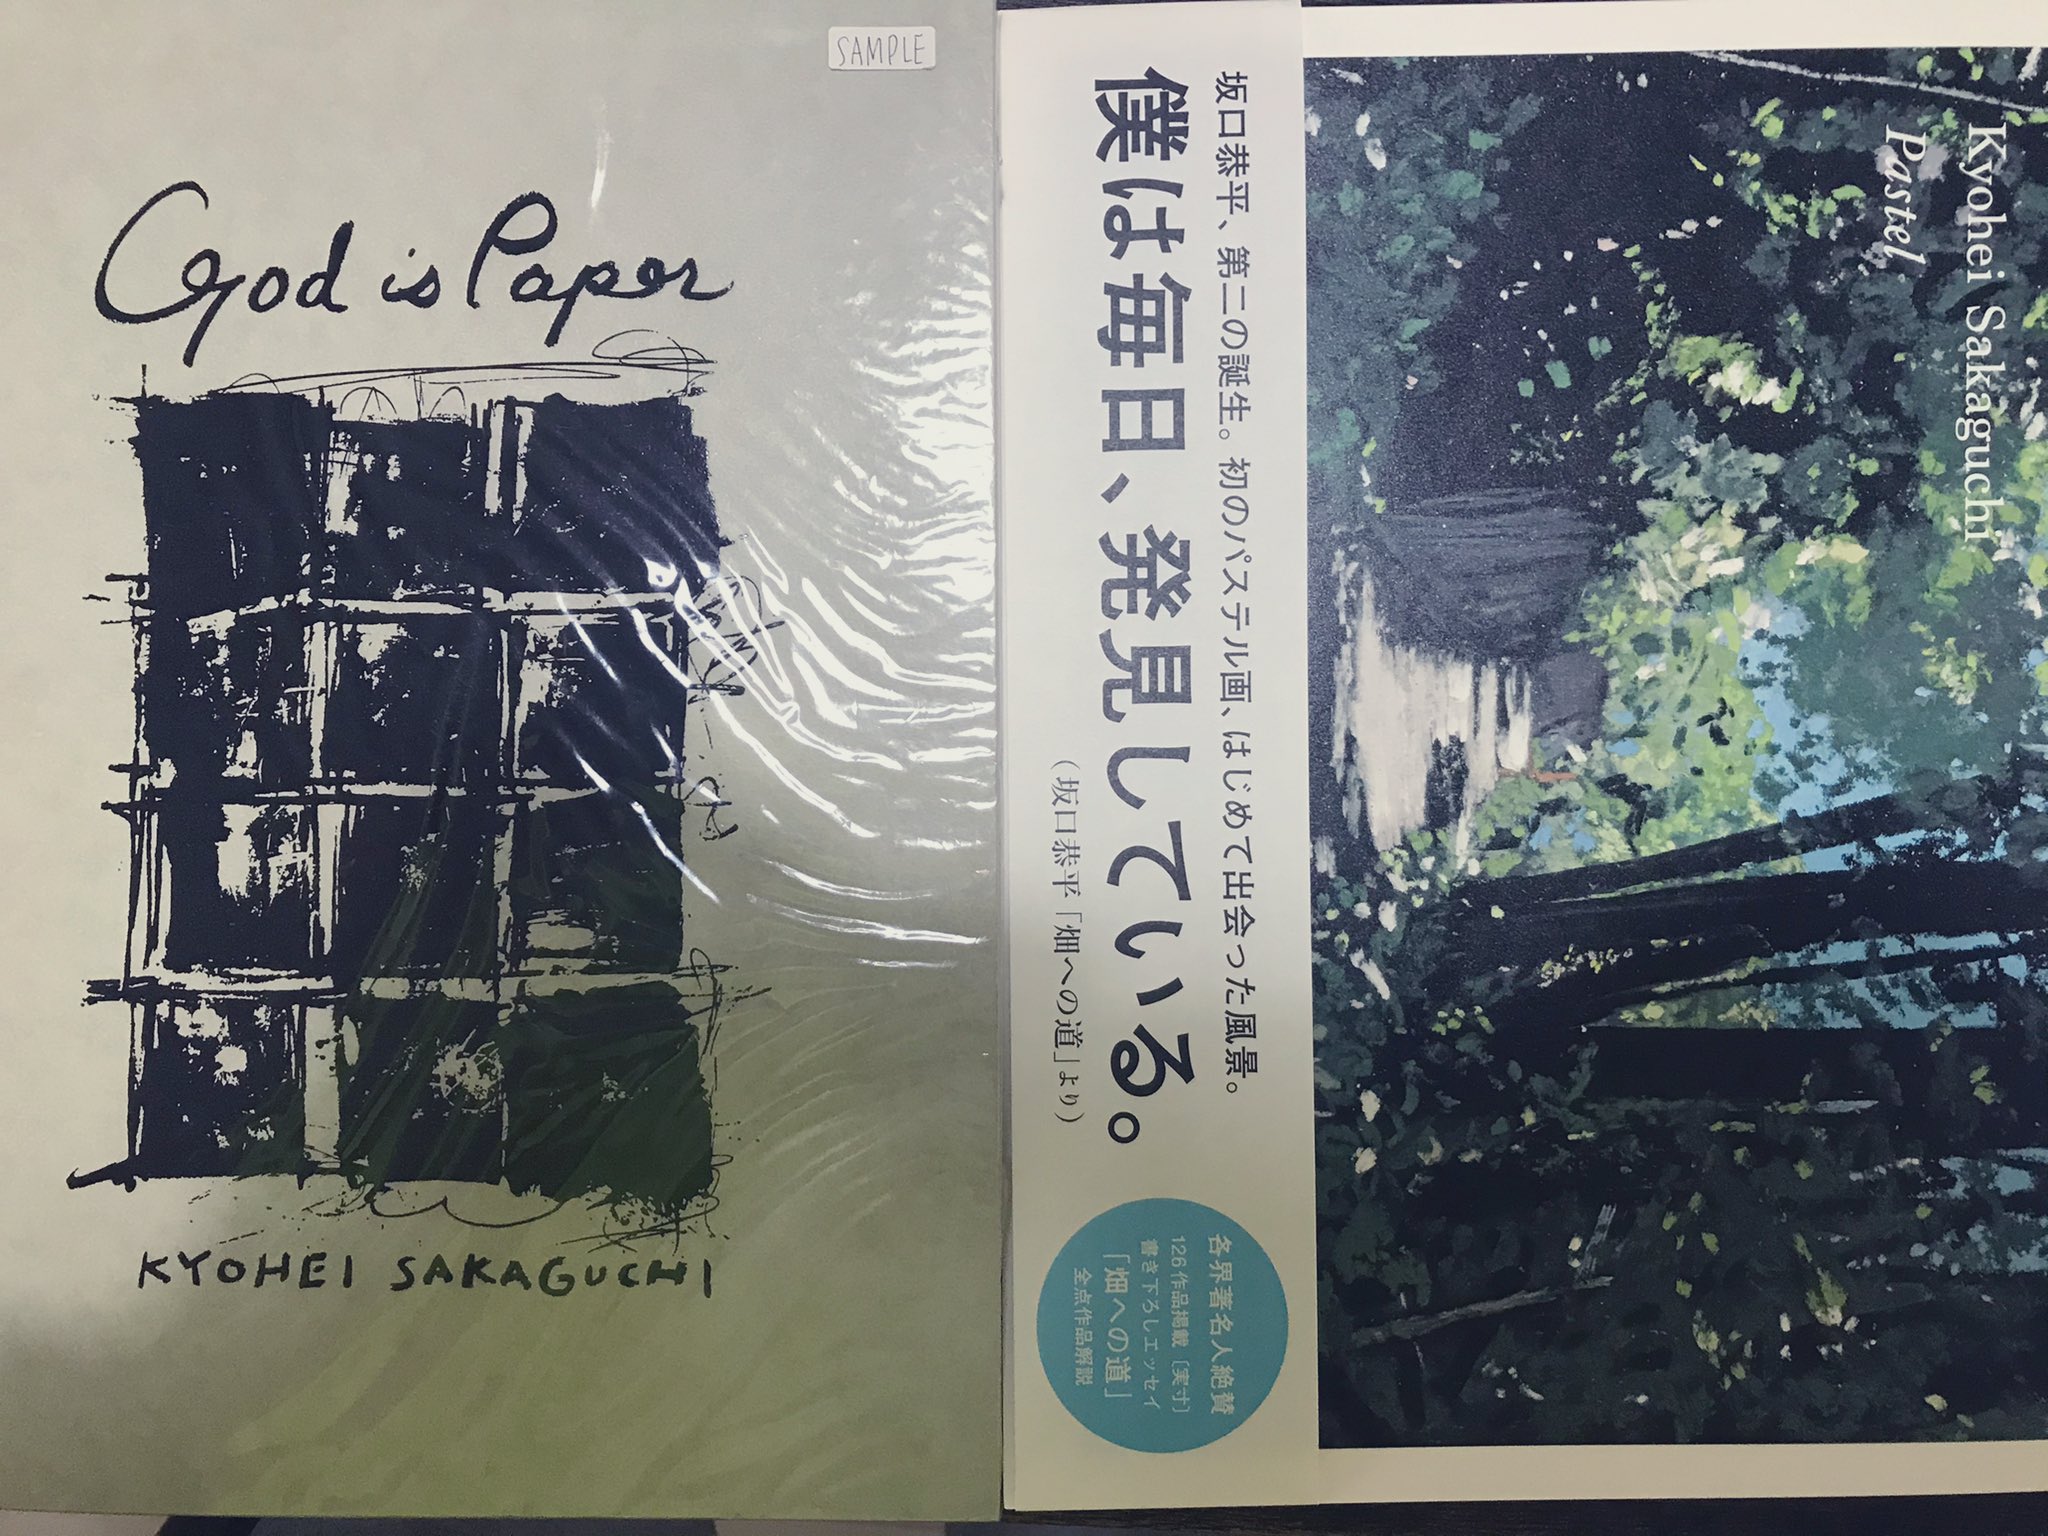 SAMPLE
God is Paper
KYOHEI SAKAGUCHI
Kyohei Sakaguchi
Pastel
坂口恭平、第二の誕生。初のパステル画、はじめて出会った風景。
僕は毎日、発見している。
(坂口恭平「畑への道」より)
各界著名人絶賛
126作品掲載〔実寸〕
書き下ろしエッセイ
「畑への道」
全点作品解説